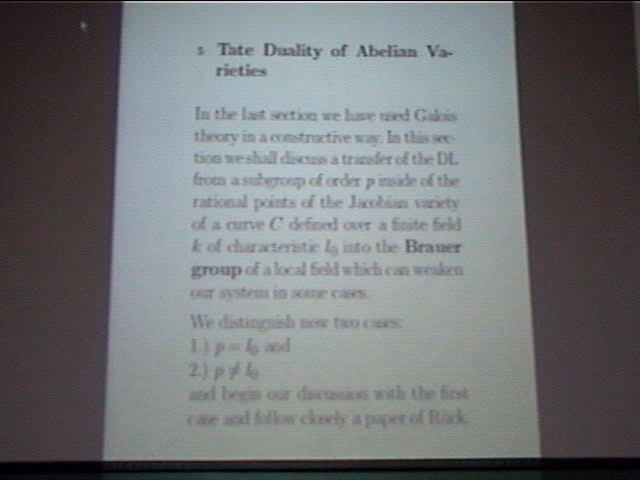 5 Tate Duality of Abelian Va-
rieties
In the last section we have used Galois
theory in a constructive way. In this sec-
tion we shall discuss a transfer of the DL
from a subgroup of order p inside of the
rational points of the Jacobian variety
of a curve C defined over a finite field
k of characteristic l₀ into the Brauer
group of a local field which can weaken
our system in some cases.
We distinguish now two cases:
1.) p = l₀ and
2.) p ≠ l₀
and begin our discussion with the first
case and follow closely a paper of Rück.